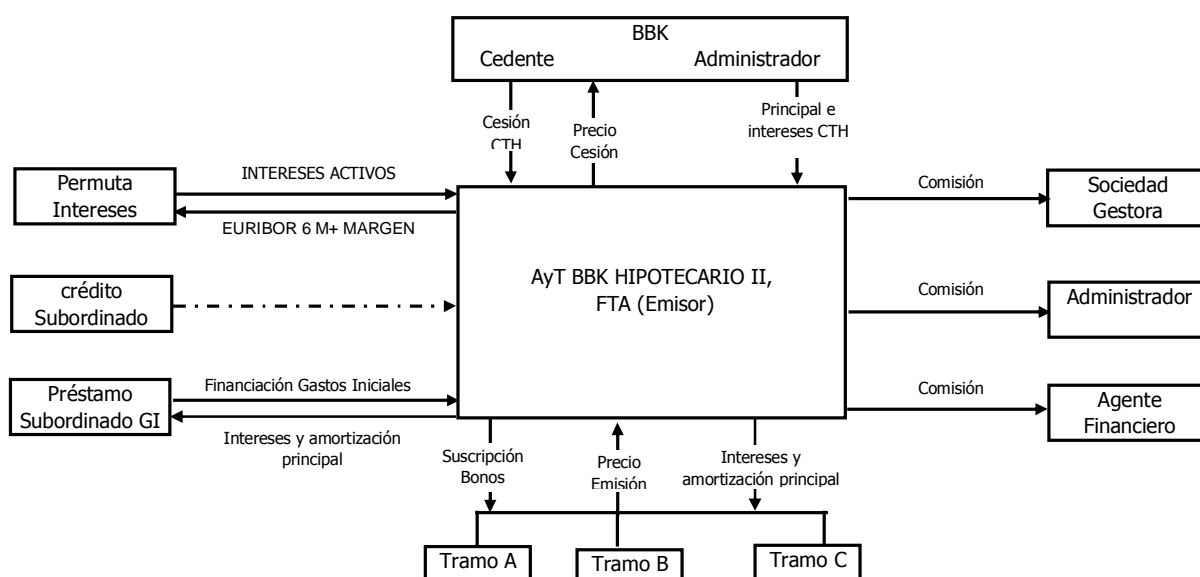 BBK
Cedente
Administrador
Cesión
CTH
Precio
Cesión
Principal e
intereses CTH
Permuta
Intereses
INTERESES ACTIVOS
EURIBOR 6 M+ MARGEN
Comisión
Sociedad
Gestora
crédito
Subordinado
AyT BBK HIPOTECARIO II,
FTA (Emisor)
Comisión
Administrador
Préstamo
Subordinado GI
Financiación Gastos Iniciales
Intereses y amortización
principal
Comisión
Agente
Financiero
Suscripción
Bonos
Precio
Emisión
Intereses y
amortización principal
Tramo A
Tramo B
Tramo C